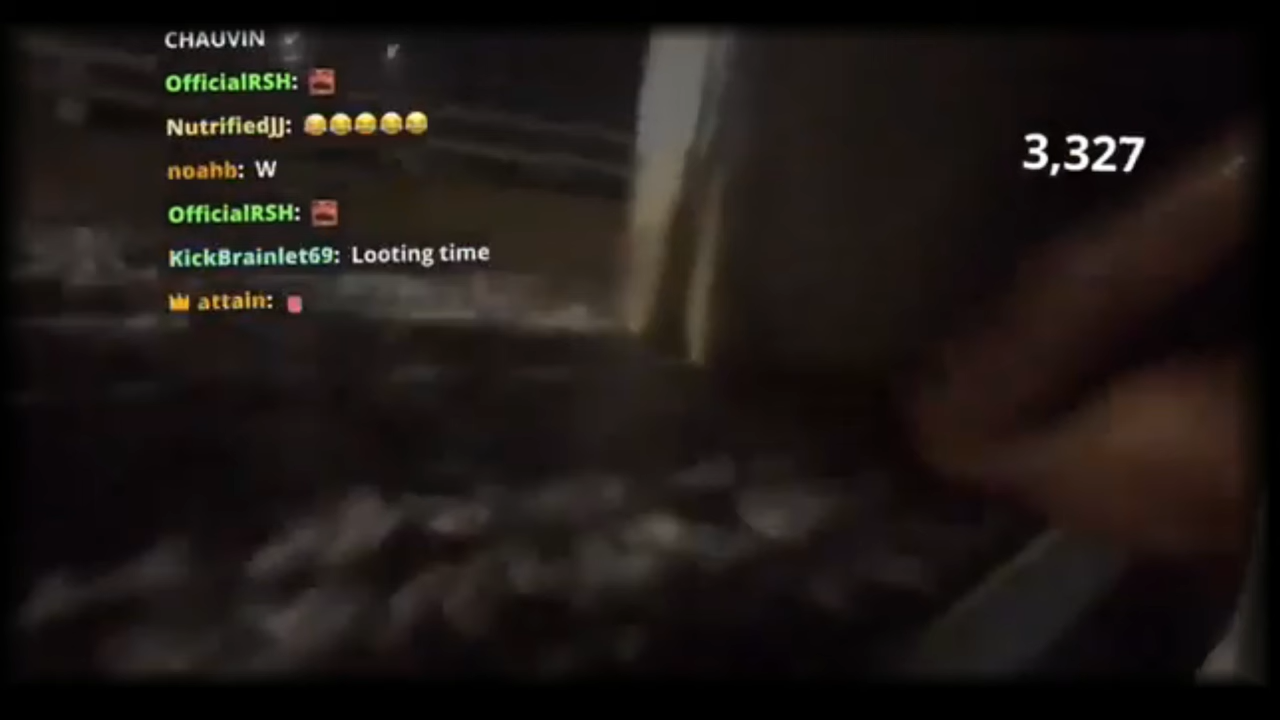 CHAUVIN
OfficialRSH:
NutrifiedJJ: 😂😂😂😂😂
noahb: W
OfficialRSH:
KickBrainlet69: Looting time
attain:
3,327